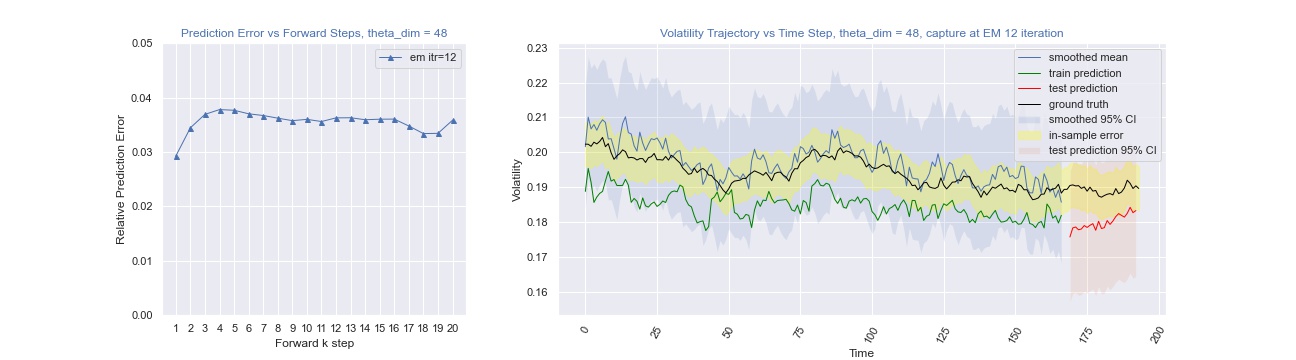 Prediction Error vs Forward Steps, theta_dim = 48
Relative Prediction Error
0.05
0.04
0.03
0.02
0.01
0.00
em itr=12
1 2 3 4 5 6 7 8 9 10 11 12 13 14 15 16 17 18 19 20
Forward k step
Volatility Trajectory vs Time Step, theta_dim = 48, capture at EM 12 iteration
Volatility
0.23
0.22
0.21
0.20
0.19
0.18
0.17
0.16
smoothed mean
train prediction
test prediction
ground truth
smoothed 95% CI
in-sample error
test prediction 95% CI
0 25 50 75 100 125 150 175 200
Time